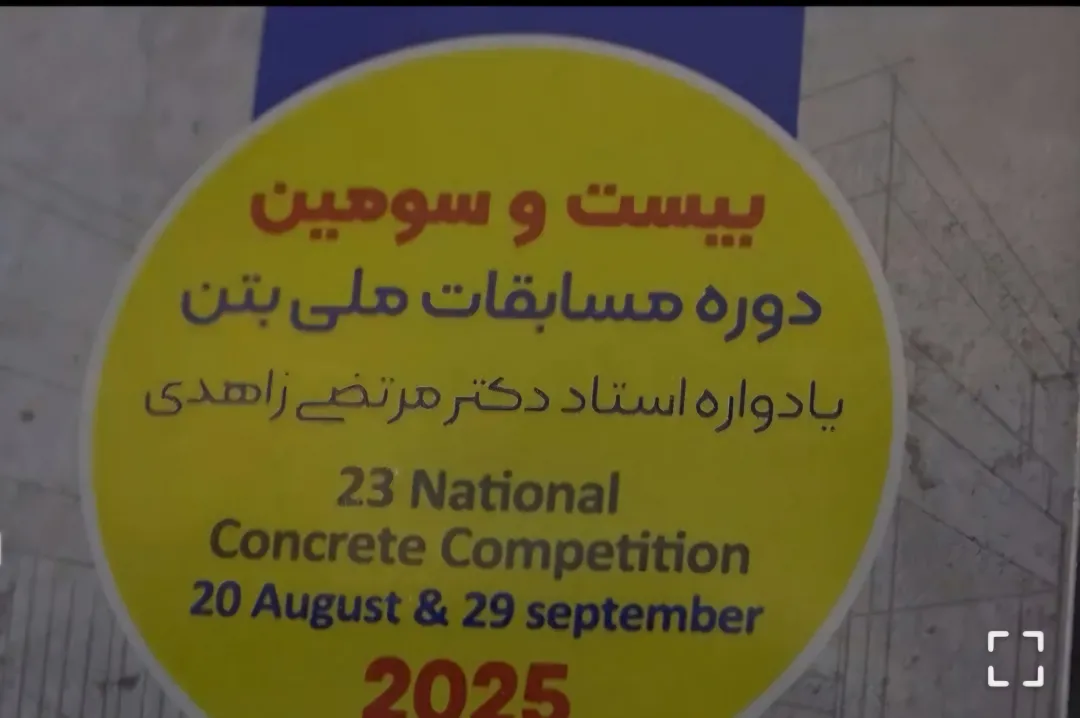 بیست و سومین
دوره مسابقات ملی بتن
یادواره استاد دکتر مرتضی زاهدی
23 National
Concrete Competition
20 August & 29 september
2025